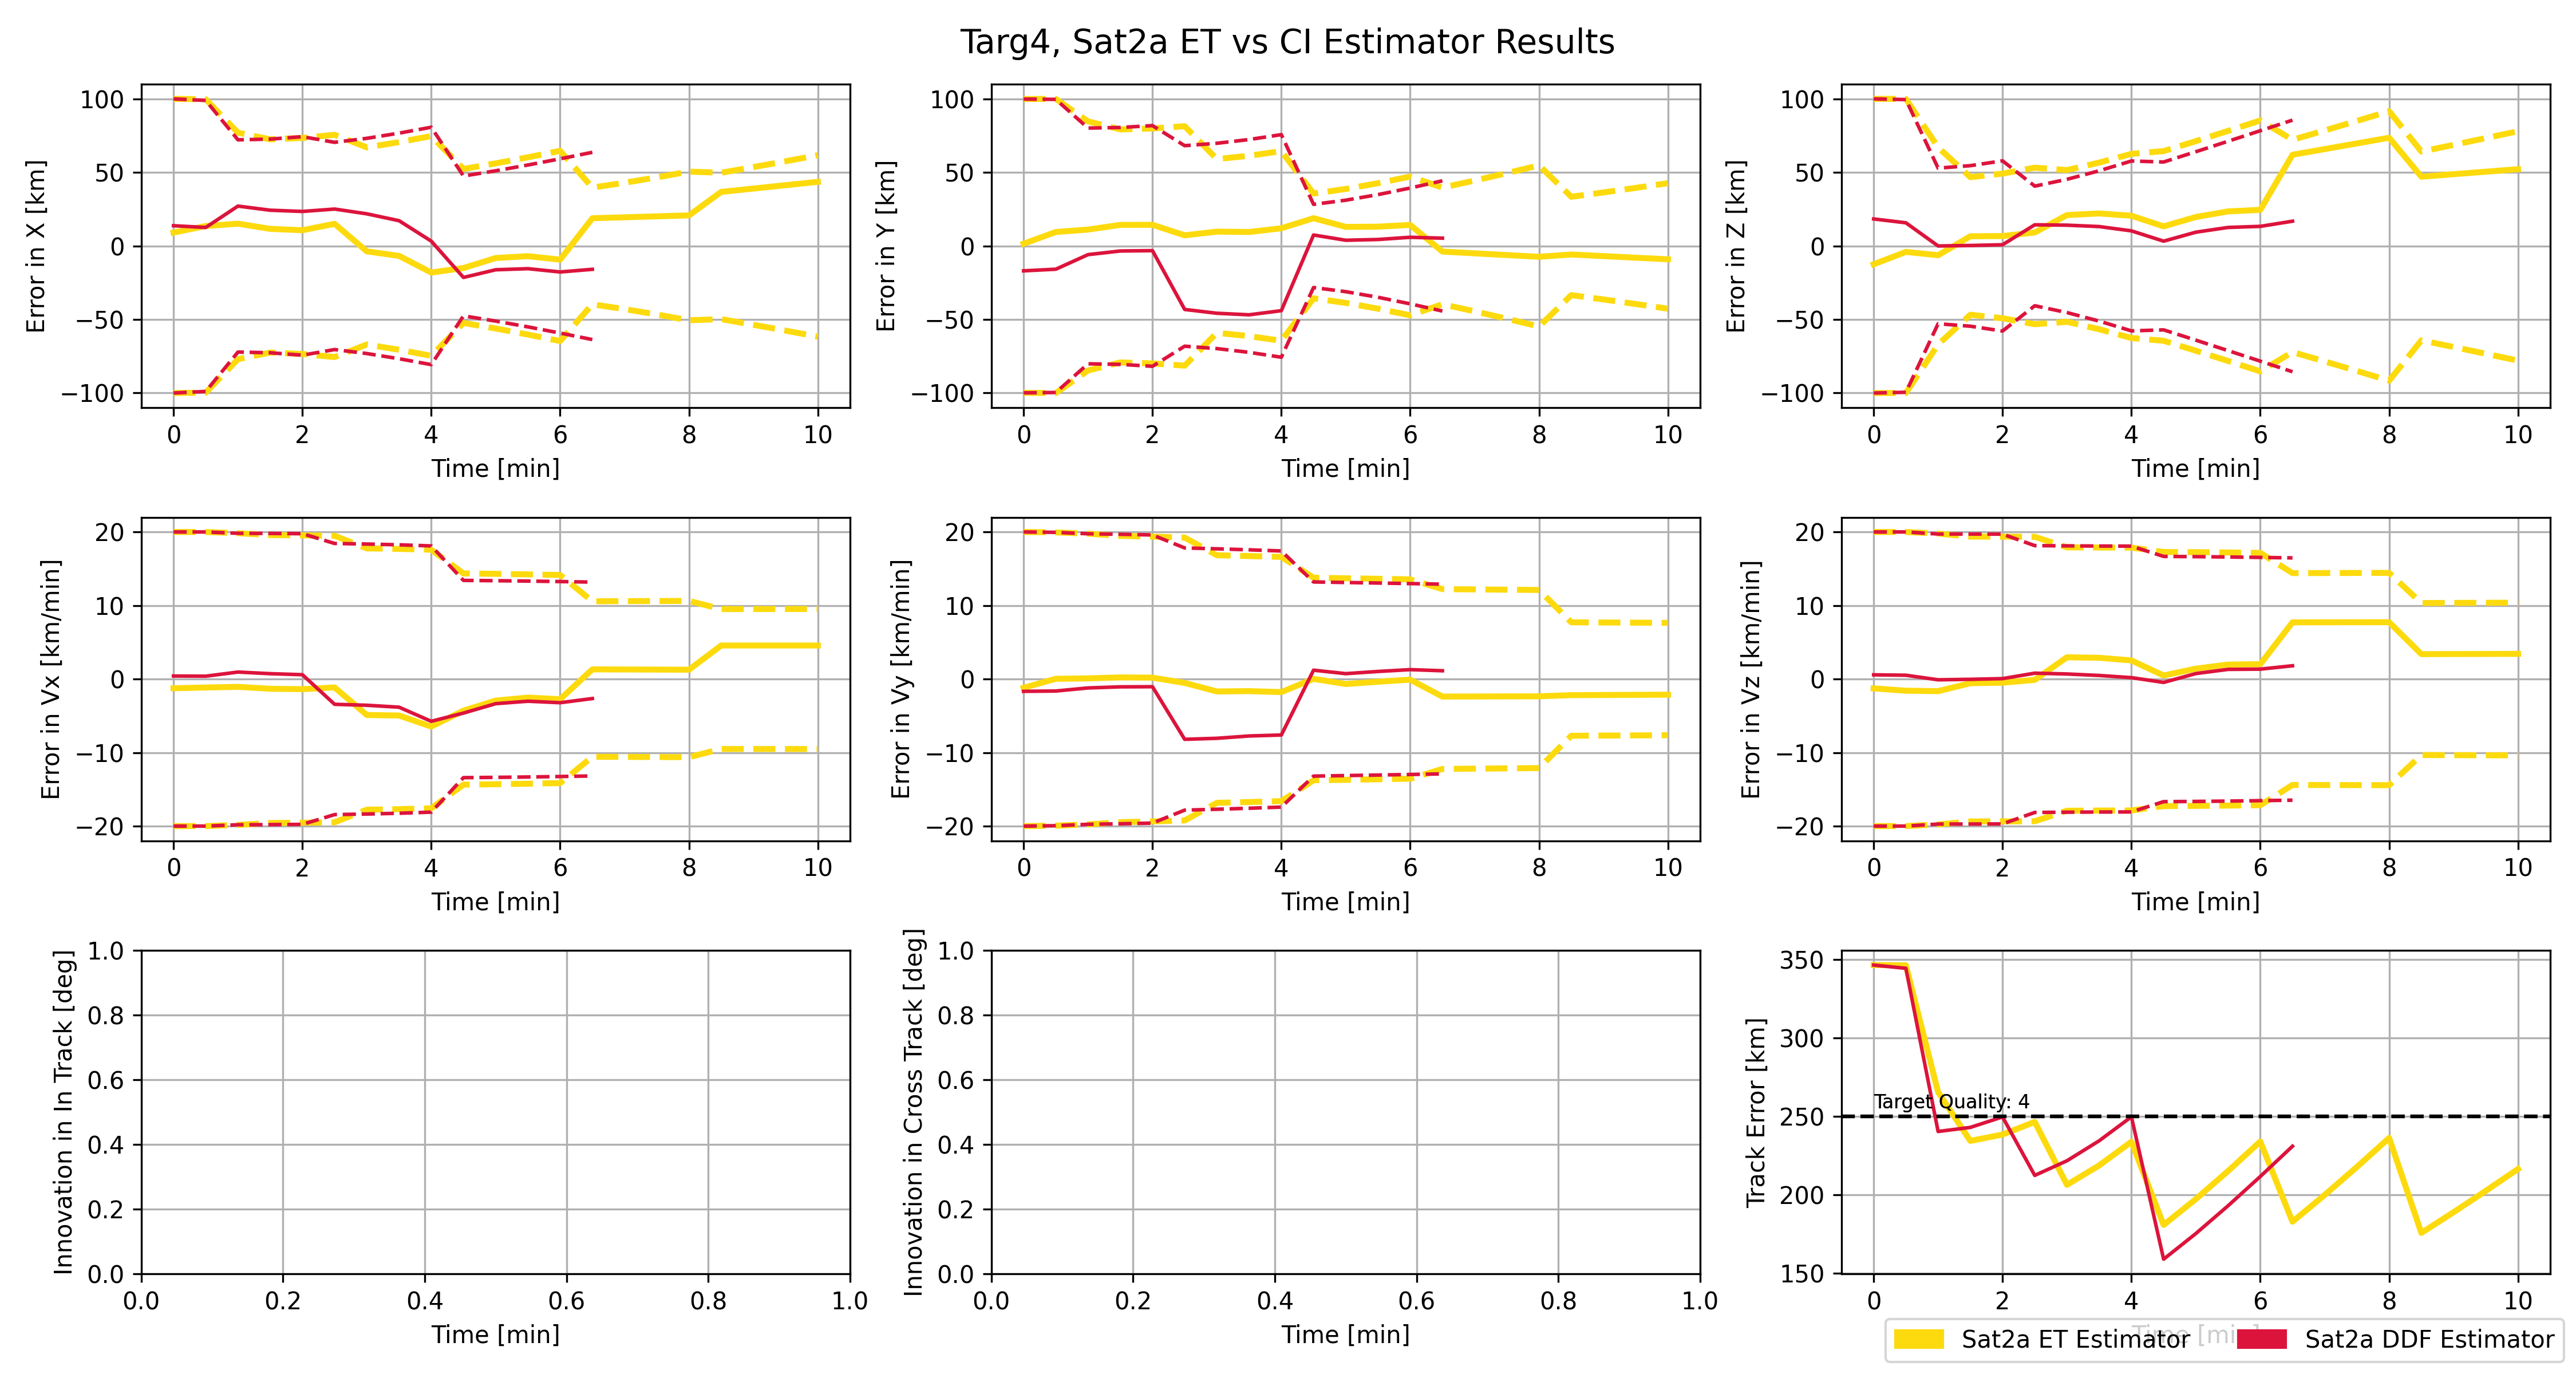 Targ4, Sat2a ET vs CI Estimator Results
Error in X [km]
100
50
0
−50
−100
0 2 4 6 8 10
Time [min]
Error in Y [km]
100
50
0
−50
−100
0 2 4 6 8 10
Time [min]
Error in Z [km]
100
50
0
−50
−100
0 2 4 6 8 10
Time [min]
Error in Vx [km/min]
20
10
0
−10
−20
0 2 4 6 8 10
Time [min]
Error in Vy [km/min]
20
10
0
−10
−20
0 2 4 6 8 10
Time [min]
Error in Vz [km/min]
20
10
0
−10
−20
0 2 4 6 8 10
Time [min]
Innovation in In Track [deg]
1.0
0.8
0.6
0.4
0.2
0.0
0.0 0.2 0.4 0.6 0.8 1.0
Time [min]
Innovation in Cross Track [deg]
1.0
0.8
0.6
0.4
0.2
0.0
0.0 0.2 0.4 0.6 0.8 1.0
Time [min]
Track Error [km]
350
300
250
200
150
Target Quality: 4
0 2 4 6 8 10
Time [min]
Sat2a ET Estimator
Sat2a DDF Estimator